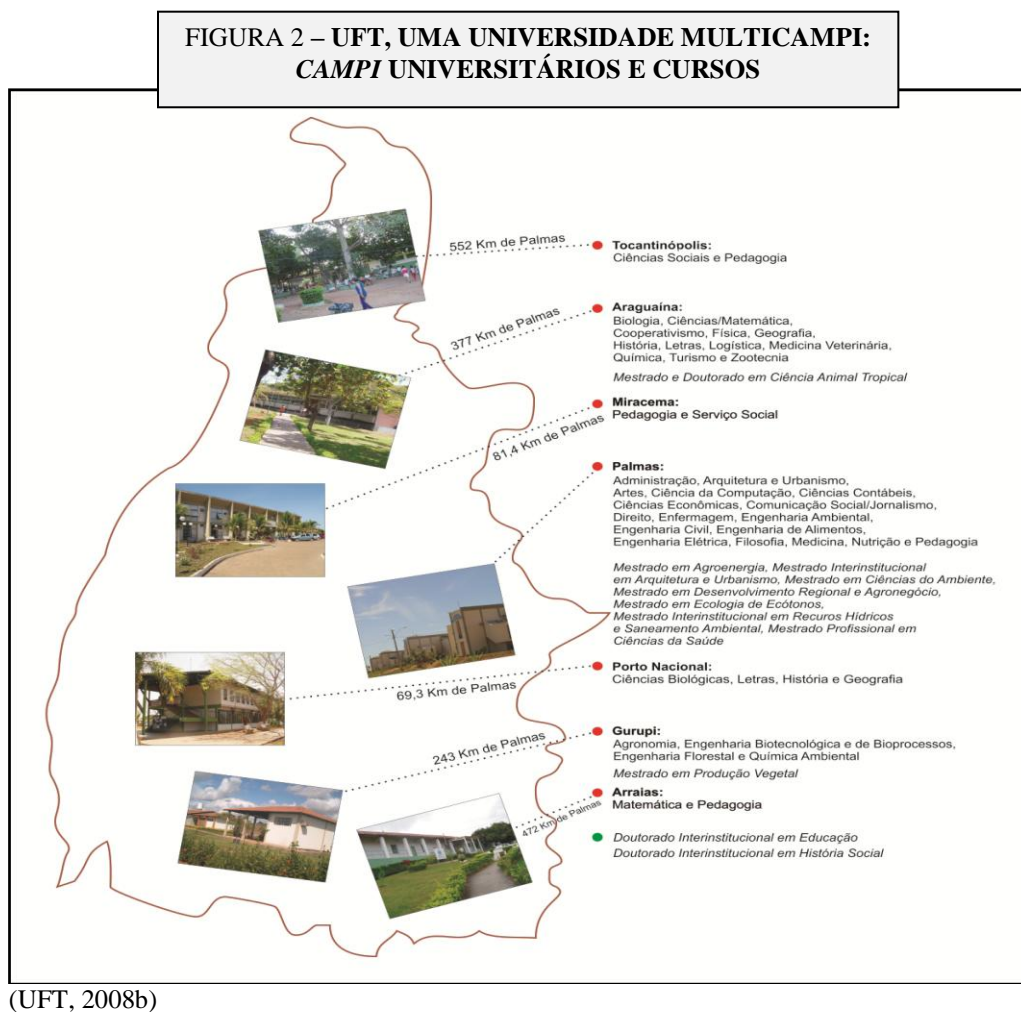 FIGURA 2 – UFT, UMA UNIVERSIDADE MULTICAMPI:
CAMPI UNIVERSITÁRIOS E CURSOS
552 Km de Palmas
Tocantinópolis:
Ciências Sociais e Pedagogia
377 Km de Palmas
Araguaína:
Biologia, Ciências/Matemática,
Cooperativismo, Física, Geografia,
História, Letras, Logística, Medicina Veterinária,
Química, Turismo e Zootecnia
Mestrado e Doutorado em Ciência Animal Tropical
81,4 Km de Palmas
Miracema:
Pedagogia e Serviço Social
Palmas:
Administração, Arquitetura e Urbanismo,
Artes, Ciência da Computação, Ciências Contábeis,
Ciências Econômicas, Comunicação Social/Jornalismo,
Direito, Enfermagem, Engenharia Ambiental,
Engenharia Civil, Engenharia de Alimentos,
Engenharia Elétrica, Filosofia, Medicina, Nutrição e Pedagogia
Mestrado em Agroenergia, Mestrado Interinstitucional
em Arquitetura e Urbanismo, Mestrado em Ciências do Ambiente,
Mestrado em Desenvolvimento Regional e Agronegócio,
Mestrado em Ecologia de Ecótonos,
Mestrado Interinstitucional em Recuros Hídricos
e Saneamento Ambiental, Mestrado Profissional em
Ciências da Saúde
69,3 Km de Palmas
Porto Nacional:
Ciências Biológicas, Letras, História e Geografia
243 Km de Palmas
Gurupi:
Agronomia, Engenharia Biotecnológica e de Bioprocessos,
Engenharia Florestal e Química Ambiental
Mestrado em Produção Vegetal
472 Km de Palmas
Arraias:
Matemática e Pedagogia
Doutorado Interinstitucional em Educação
Doutorado Interinstitucional em História Social
(UFT, 2008b)